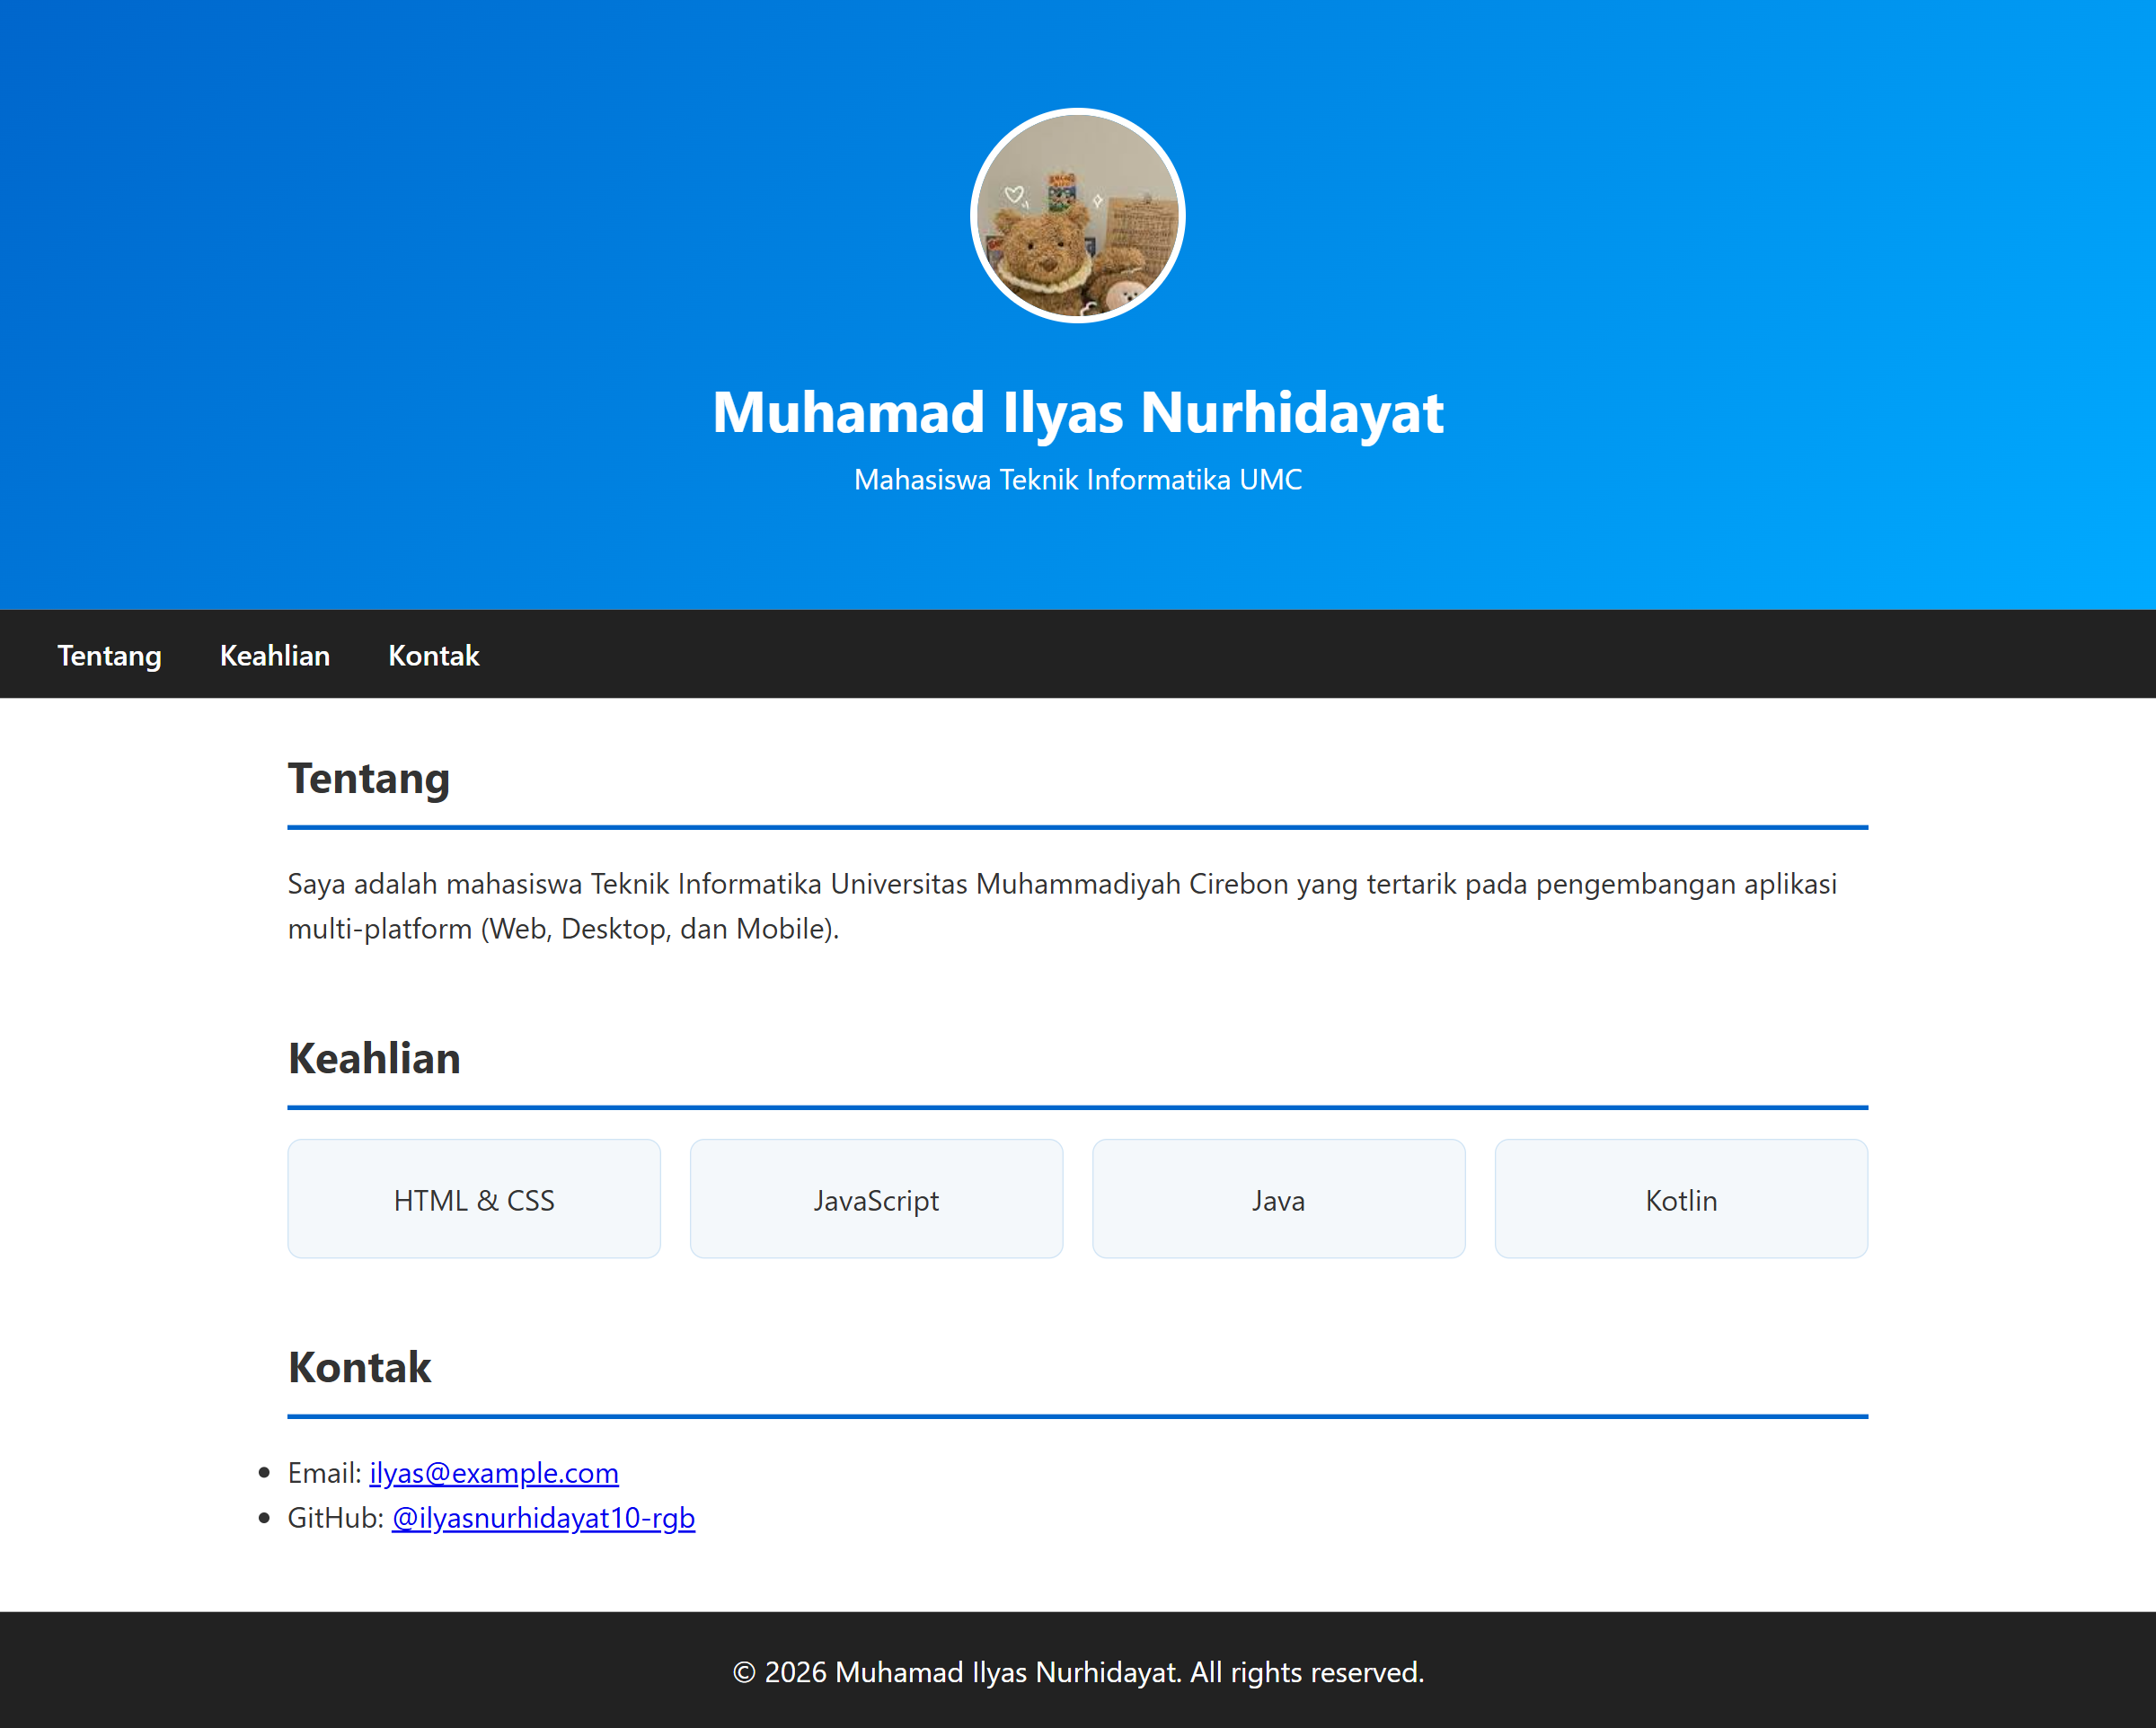 Muhamad Ilyas Nurhidayat
Mahasiswa Teknik Informatika UMC
Tentang
Keahlian
Kontak
Tentang
Saya adalah mahasiswa Teknik Informatika Universitas Muhammadiyah Cirebon yang tertarik pada pengembangan aplikasi
multi-platform (Web, Desktop, dan Mobile).
Keahlian
HTML & CSS
JavaScript
Java
Kotlin
Kontak
Email: ilyas@example.com
GitHub: @ilyasnurhidayat10-rgb
© 2026 Muhamad Ilyas Nurhidayat. All rights reserved.